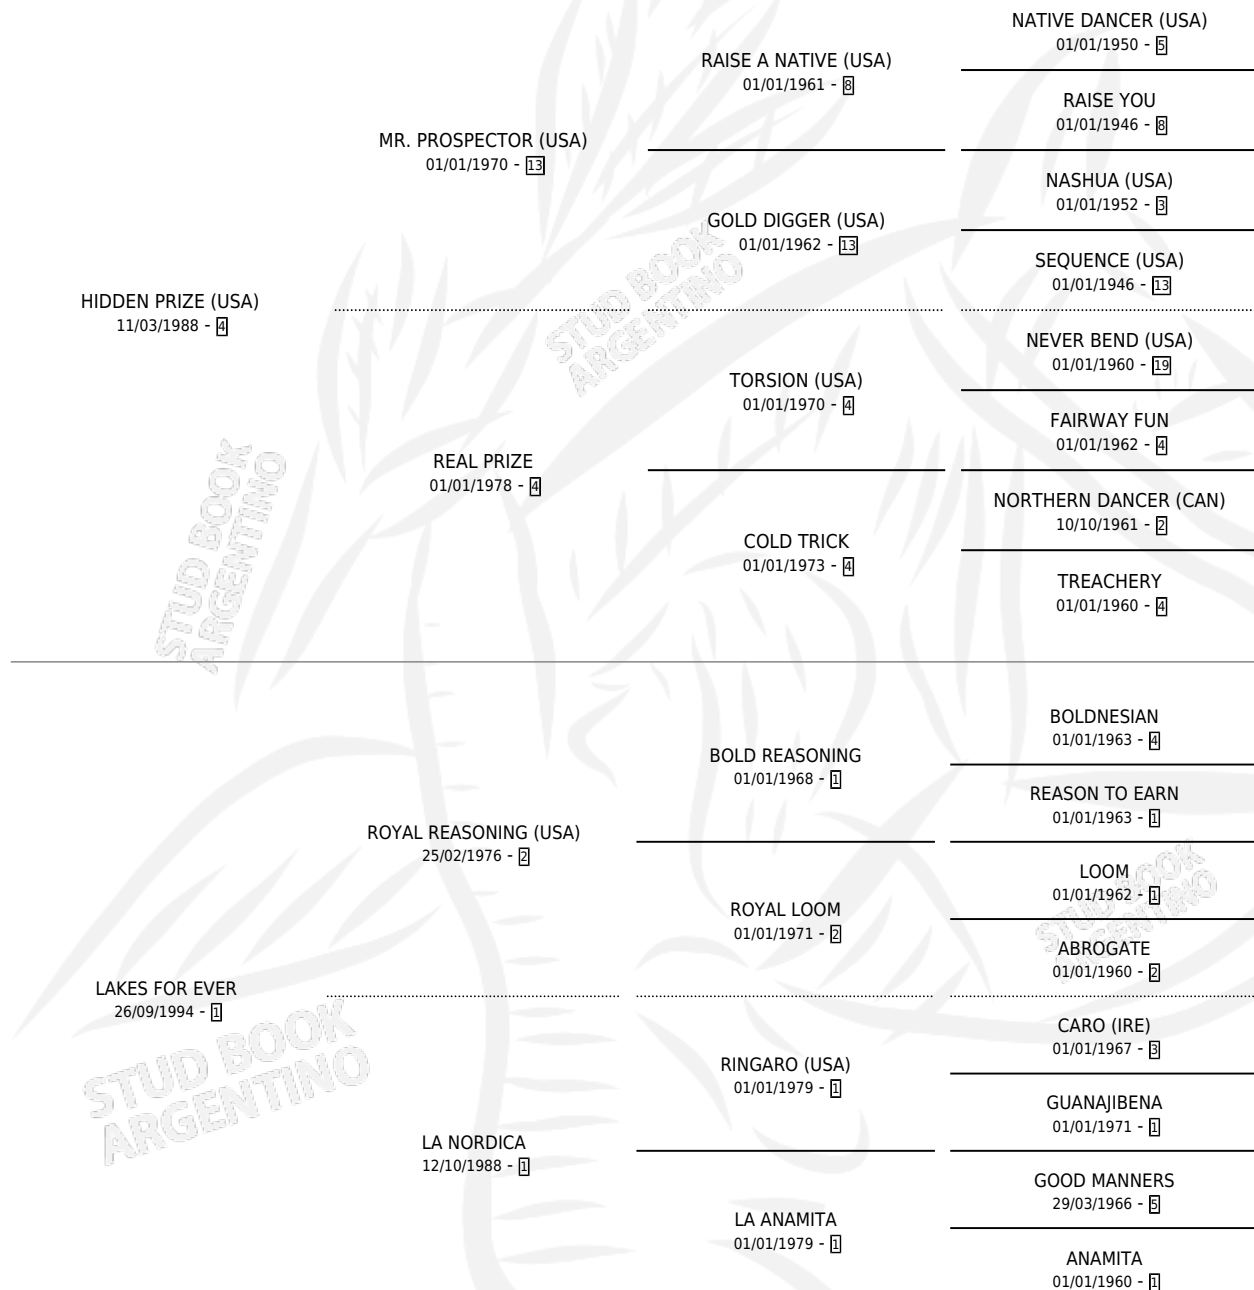 NATIVE DANCER (USA)
01/01/1950 - 5
RAISE A NATIVE (USA)
01/01/1961 - 8
RAISE YOU
01/01/1946 - 8
MR. PROSPECTOR (USA)
01/01/1970 - 13
NASHUA (USA)
01/01/1952 - 3
GOLD DIGGER (USA)
01/01/1962 - 13
SEQUENCE (USA)
01/01/1946 - 13
HIDDEN PRIZE (USA)
11/03/1988 - 4
STUD BOOK
ARGENTINO
NEVER BEND (USA)
01/01/1960 - 19
TORSION (USA)
01/01/1970 - 4
FAIRWAY FUN
01/01/1962 - 4
REAL PRIZE
01/01/1978 - 4
NORTHERN DANCER (CAN)
10/10/1961 - 2
COLD TRICK
01/01/1973 - 4
TREACHERY
01/01/1960 - 4
STUD BOOK
ARGENTINO
BOLDNESIAN
01/01/1963 - 4
BOLD REASONING
01/01/1968 - 1
REASON TO EARN
01/01/1963 - 1
ROYAL REASONING (USA)
25/02/1976 - 2
LOOM
01/01/1962 - 1
ROYAL LOOM
01/01/1971 - 2
STUD BOOK
ARGENTINO
ABROGATE
01/01/1960 - 2
LAKES FOR EVER
26/09/1994 - 1
CARO (IRE)
01/01/1967 - 3
STUD BOOK
ARGENTINO
RINGARO (USA)
01/01/1979 - 1
GUANAJIBENA
01/01/1971 - 1
LA NORDICA
12/10/1988 - 1
GOOD MANNERS
29/03/1966 - 5
LA ANAMITA
01/01/1979 - 1
ANAMITA
01/01/1960 - 1